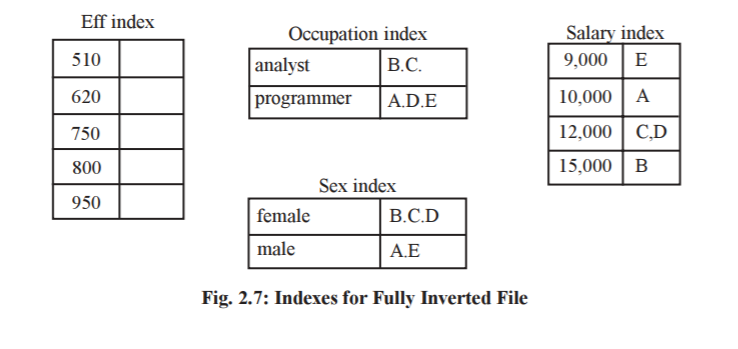 Eff index
510
620
750
800
950
Occupation index
analyst B.C.
programmer A.D.E
Sex index
female B.C.D
male A.E
Salary index
9,000 E
10,000 A
12,000 C,D
15,000 B
Fig. 2.7: Indexes for Fully Inverted File